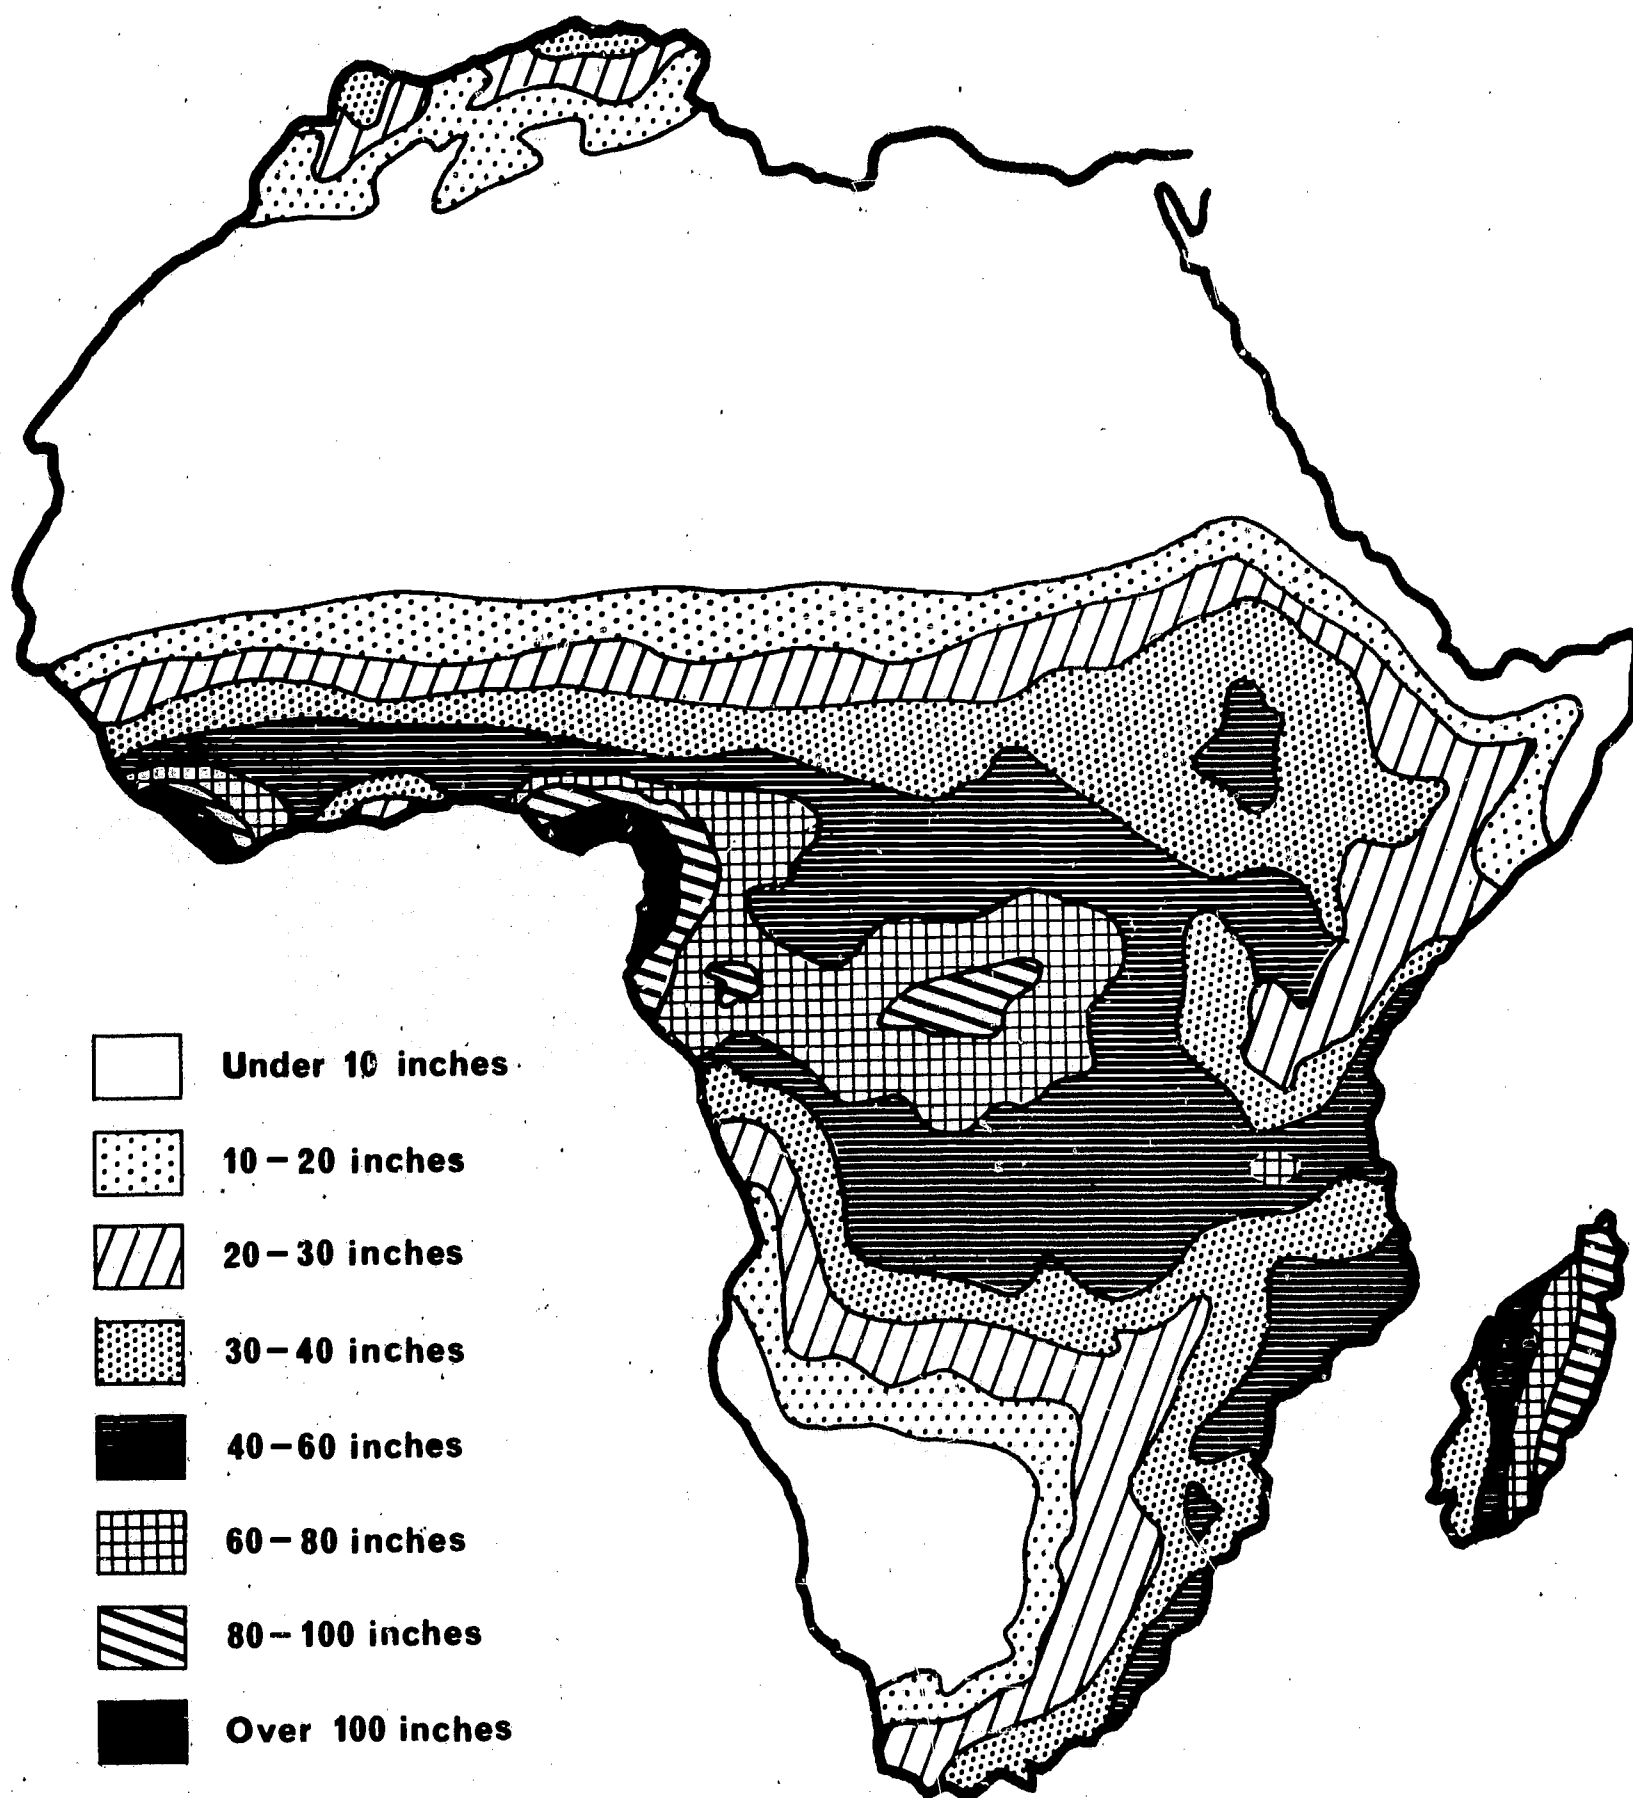 Under 10 inches
10-20 inches
20-30 inches
30-40 inches
40-60 inches
60-80 inches
80-100 inches
Over 100 inches